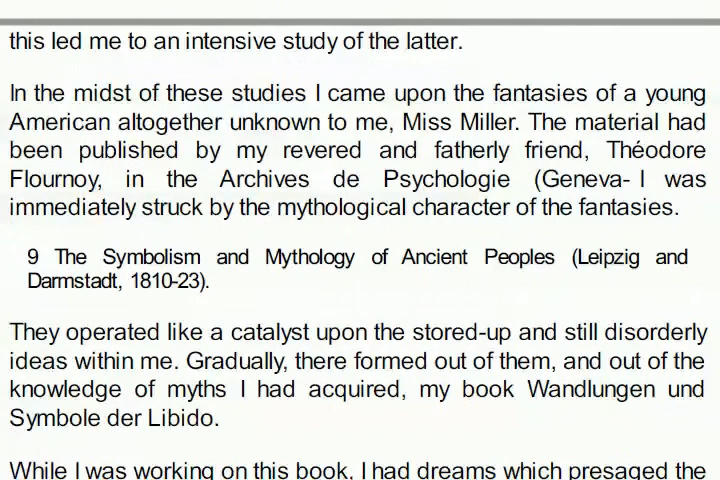 this led me to an intensive study of the latter.
In the midst of these studies I came upon the fantasies of a young
American altogether unknown to me, Miss Miller. The material had
been published by my revered and fatherly friend, Théodore
Flournoy, in the Archives de Psychologie (Geneva- I was
immediately struck by the mythological character of the fantasies.
9 The Symbolism and Mythology of Ancient Peoples (Leipzig and
Darmstadt, 1810-23).
They operated like a catalyst upon the stored-up and still disorderly
ideas within me. Gradually, there formed out of them, and out of the
knowledge of myths I had acquired, my book Wandlungen und
Symbole der Libido.
While I was working on this book, I had dreams which presaged the